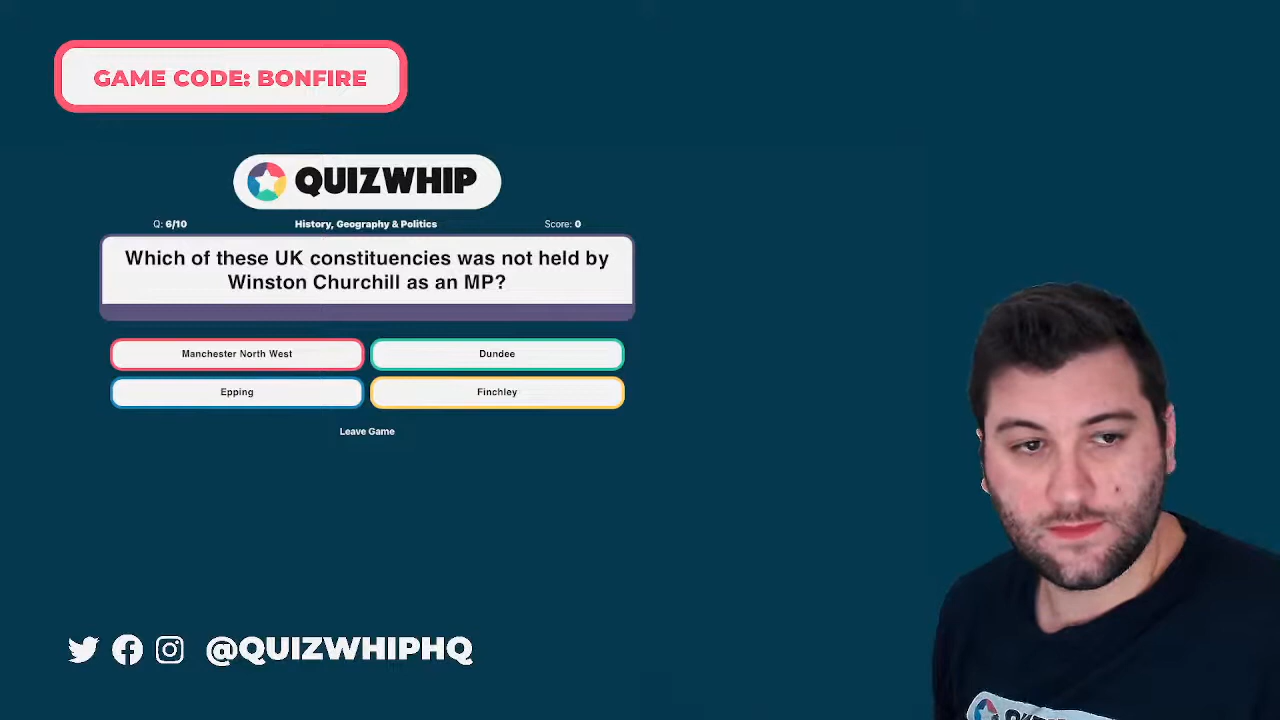 GAME CODE: BONFIRE
QUIZWHIP
Q: 6/10 History, Geography & Politics Score: 0
Which of these UK constituencies was not held by
Winston Churchill as an MP?
Manchester North West Dundee
Epping Finchley
Leave Game
@QUIZWHIPHQ